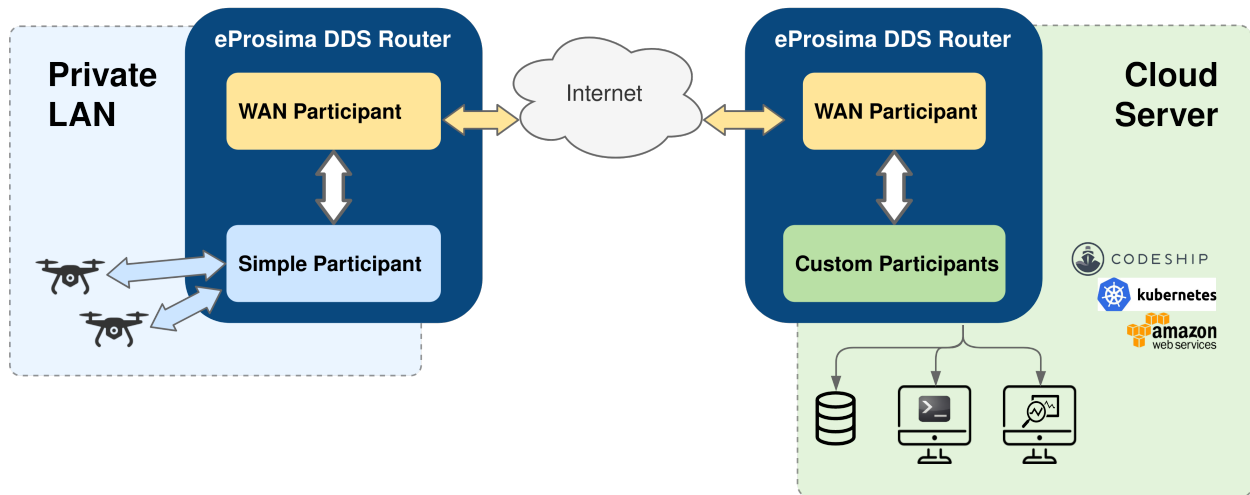 eProsima DDS Router
Private
LAN
WAN Participant
Simple Participant
Internet
eProsima DDS Router
WAN Participant
Custom Participants
Cloud
Server
CODESHIP
kubernetes
amazon
web services